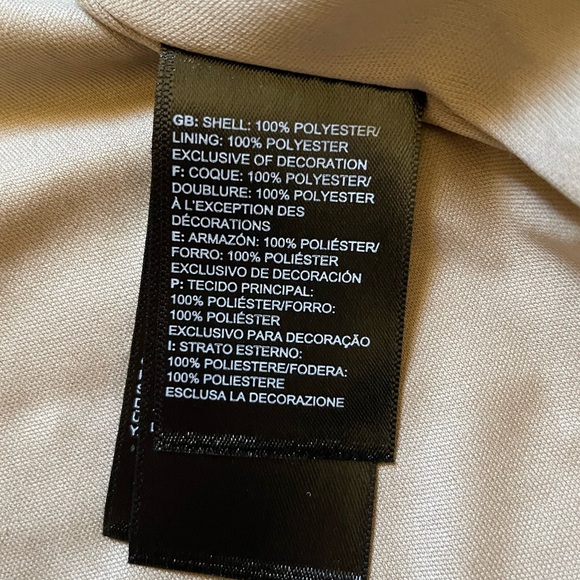 GB: SHELL: 100% POLYESTER/
LINING: 100% POLYESTER
EXCLUSIVE OF DECORATION
F: COQUE: 100% POLYESTER/
DOUBLURE: 100% POLYESTER
À L'EXCEPTION DES
DÉCORATIONS
E: ARMAZÓN: 100% POLIÉSTER/
FORRO: 100% POLIÉSTER
EXCLUSIVO DE DECORACIÓN
P: TECIDO PRINCIPAL:
100% POLIÉSTER/FORRO:
100% POLIÉSTER
EXCLUSIVO PARA DECORAÇÃO
I: STRATO ESTERNO:
100% POLIESTERE/FODERA:
100% POLIESTERE
ESCLUSA LA DECORAZIONE